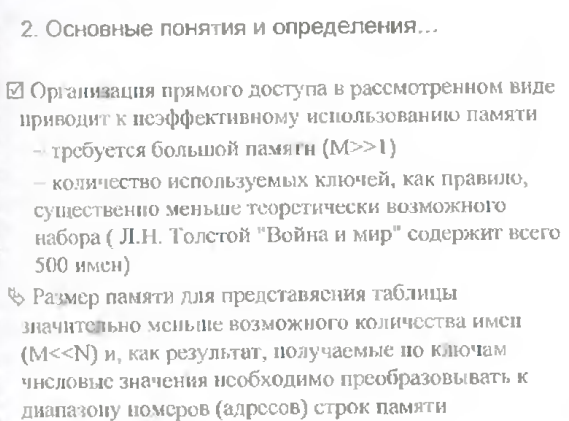 2. Основные понятия и определения...
☑ Организация прямого доступа в рассмотренном виде
приводит к неэффективному использованию памяти
– требуется большой памяти (M>>1)
– количество используемых ключей, как правило,
существенно меньше теоретически возможного
набора ( Л.Н. Толстой "Война и мир" содержит всего
500 имен)
Размер памяти для представяения таблицы
значительно меньше возможного количества имен
(M<<N) и, как результат, получаемые по ключам
числовые значения необходимо преобразовывать к
диапазону номеров (адрессов) строк памяти